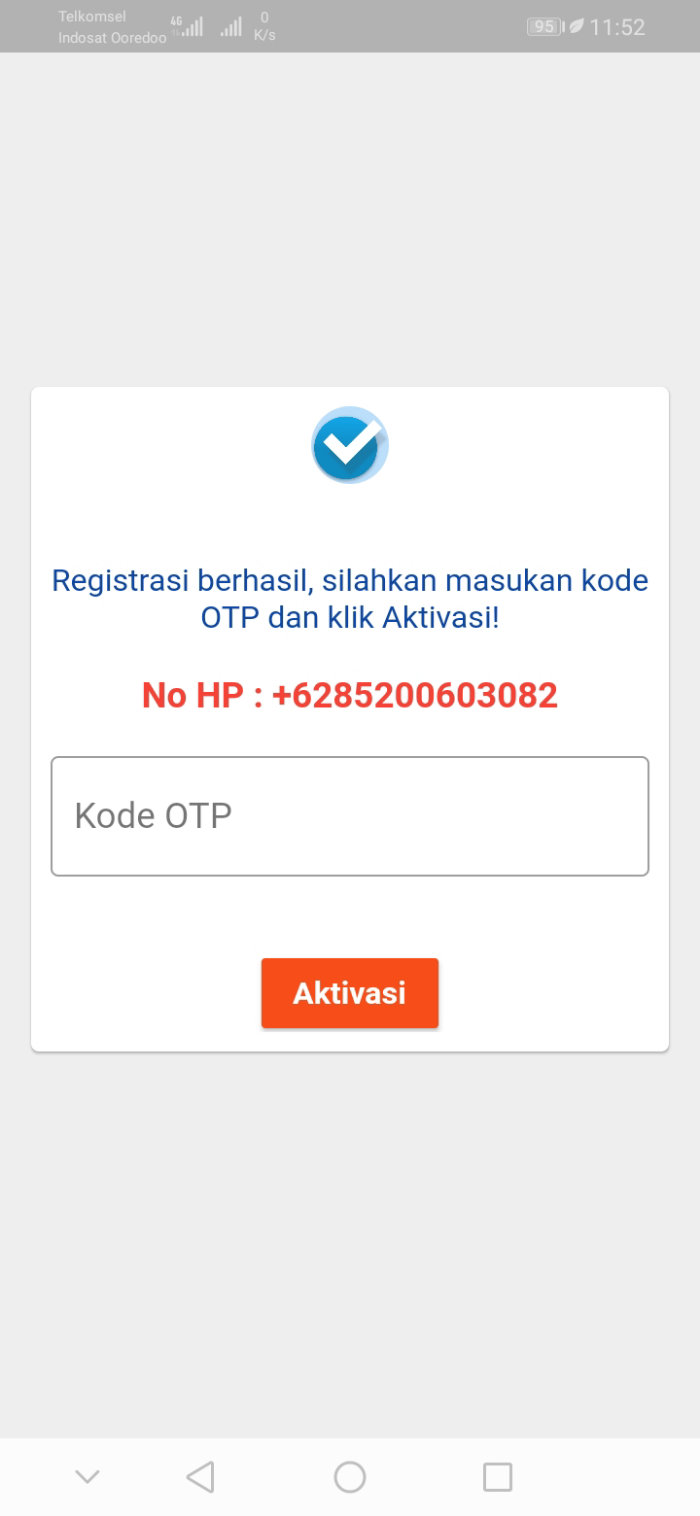 Telkomsel
Indosat Ooredoo
4G
0
K/s
95
11:52
Registrasi berhasil, silahkan masukan kode
OTP dan klik Aktivasi!
No HP : +6285200603082
Kode OTP
Aktivasi